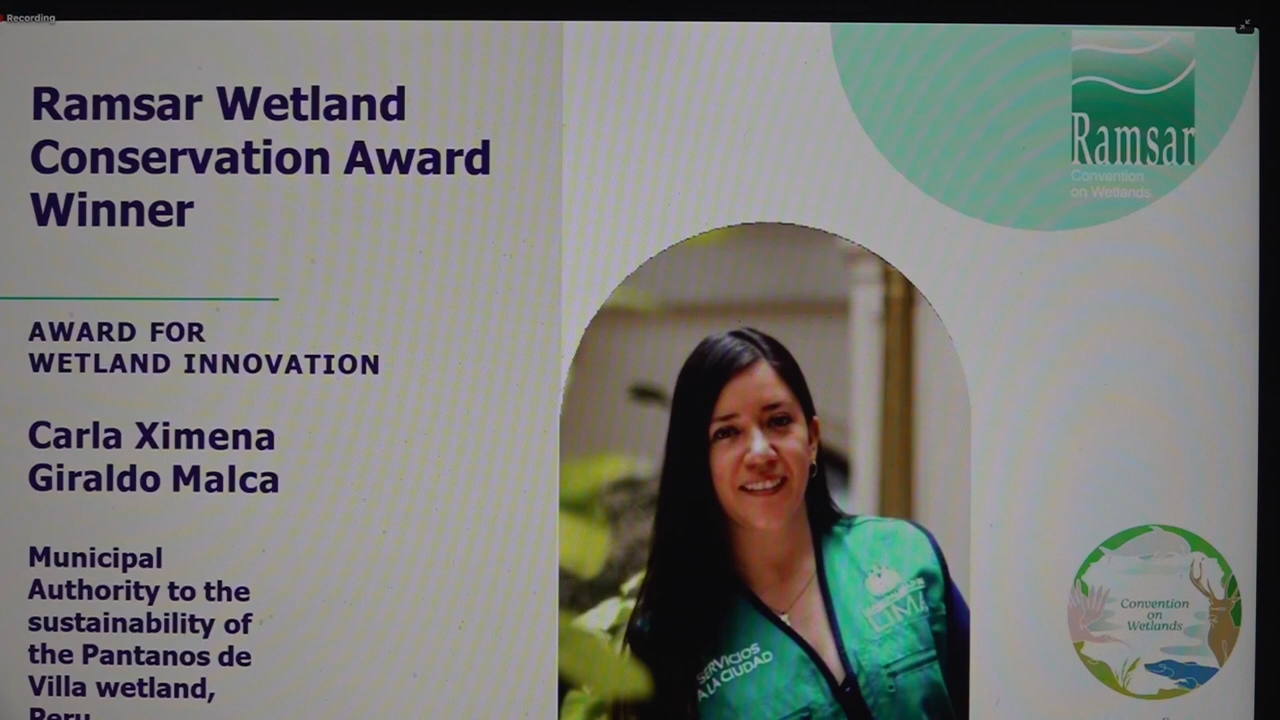 Recording
Ramsar Wetland
Conservation Award
Winner
AWARD FOR
WETLAND INNOVATION
Carla Ximena
Giraldo Malca
Municipal
Authority to the
sustainability of
the Pantanos de
Villa wetland,
Peru
Ramsar
Convention
on Wetlands
SERVICIOS
A LA CIUDAD
LIMA
Convention
on
Wetlands